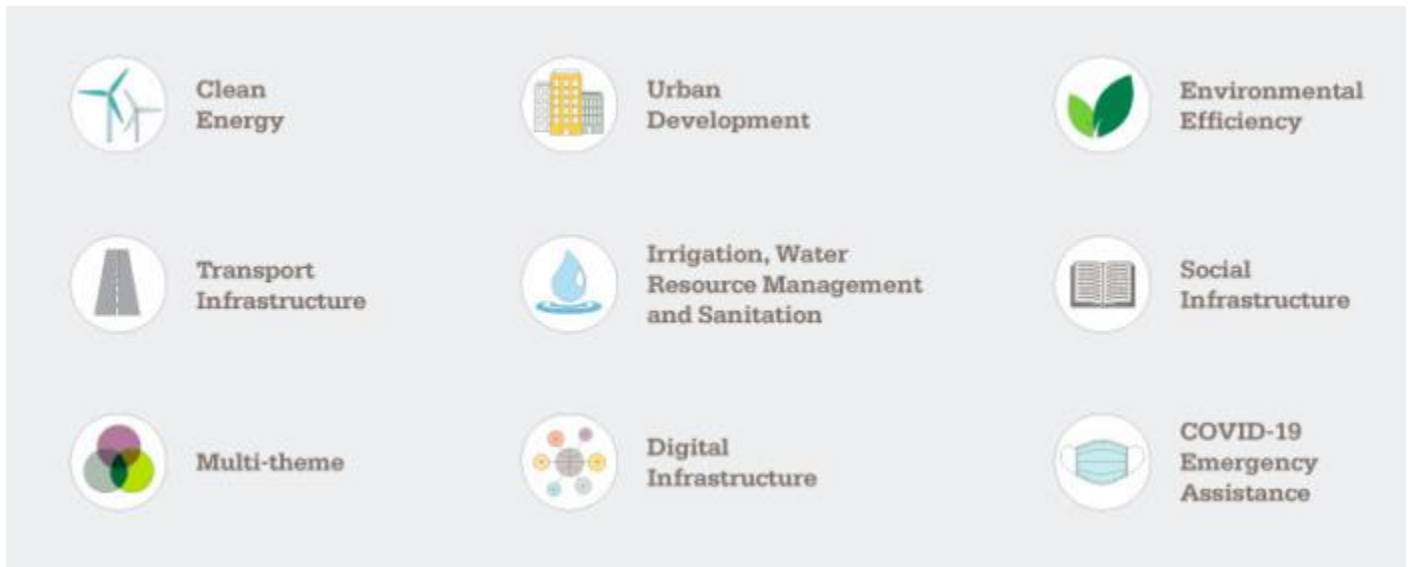 Clean
Energy
Urban
Development
Environmental
Efficiency
Transport
Infrastructure
Irrigation, Water
Resource Management
and Sanitation
Social
Infrastructure
Multi-theme
Digital
Infrastructure
COVID-19
Emergency
Assistance